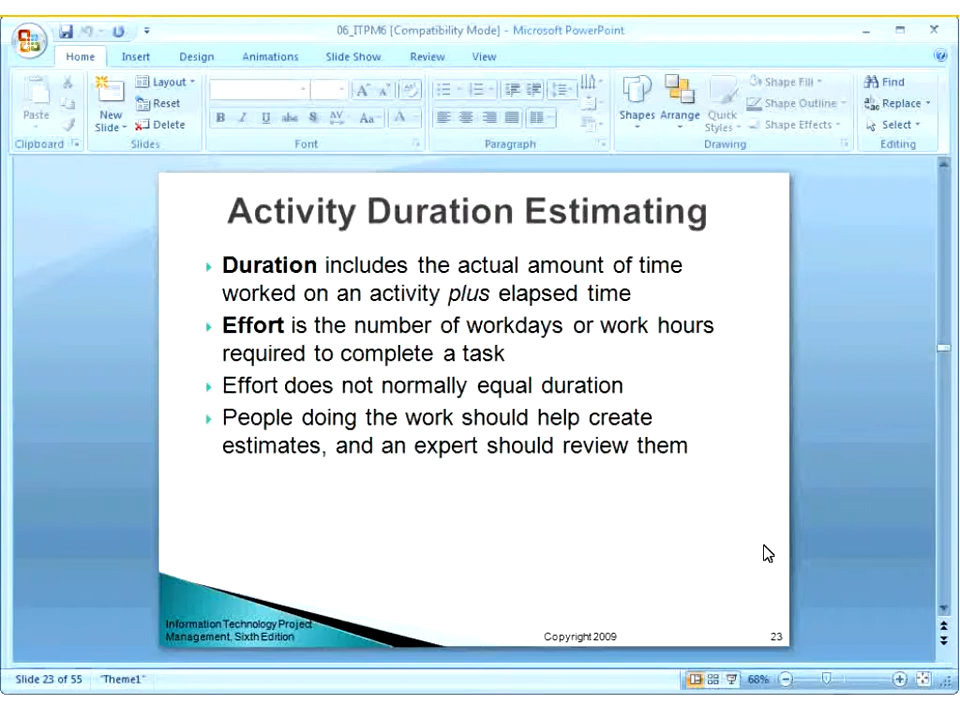 06_ITPM6 [Compatibility Mode] - Microsoft PowerPoint
Home Insert Design Animations Slide Show Review View
Paste
New Slide
Layout
Reset
Delete
Shapes Arrange Quick Styles
Shape Fill
Shape Outline
Shape Effects
Find
Replace
Select
Clipboard Slides Font Paragraph Drawing Editing
Activity Duration Estimating
Duration includes the actual amount of time
worked on an activity plus elapsed time
Effort is the number of workdays or work hours
required to complete a task
Effort does not normally equal duration
People doing the work should help create
estimates, and an expert should review them
Information Technology Project
Management, Sixth Edition
Copyright 2009
23
Slide 23 of 55 "Theme1" 68%